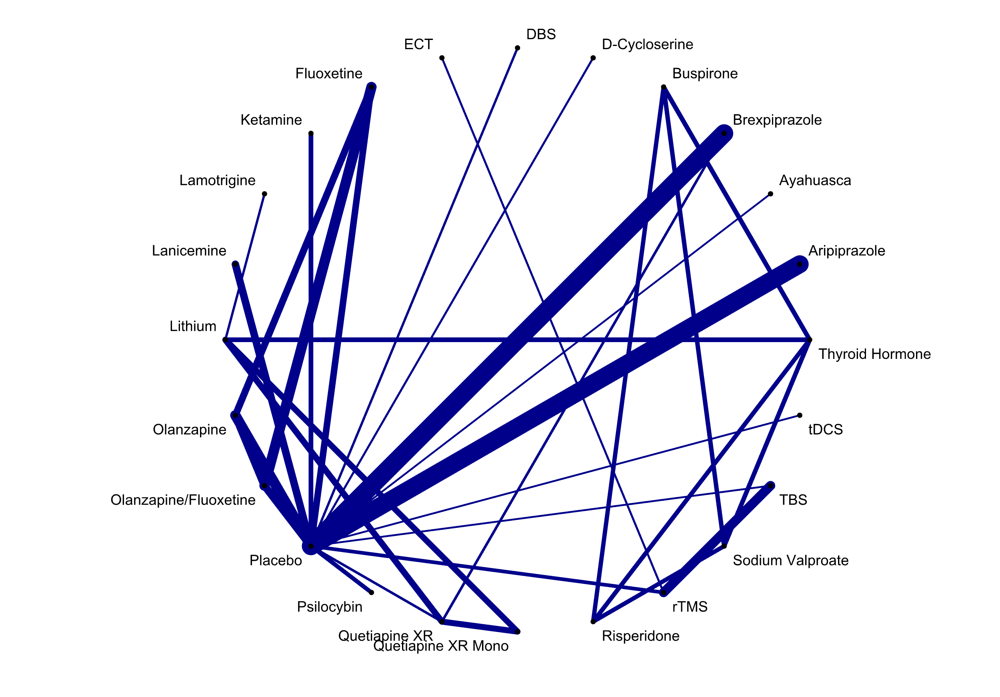 DBS
ECT
D-Cycloserine
Fluoxetine
Buspirone
Ketamine
Brexpiprazole
Lamotrigine
Ayahuasca
Lanicemine
Aripiprazole
Lithium
Thyroid Hormone
Olanzapine
tDCS
Olanzapine/Fluoxetine
TBS
Placebo
Sodium Valproate
Psilocybin
rTMS
Quetiapine XR
Risperidone
Quetiapine XR Mono